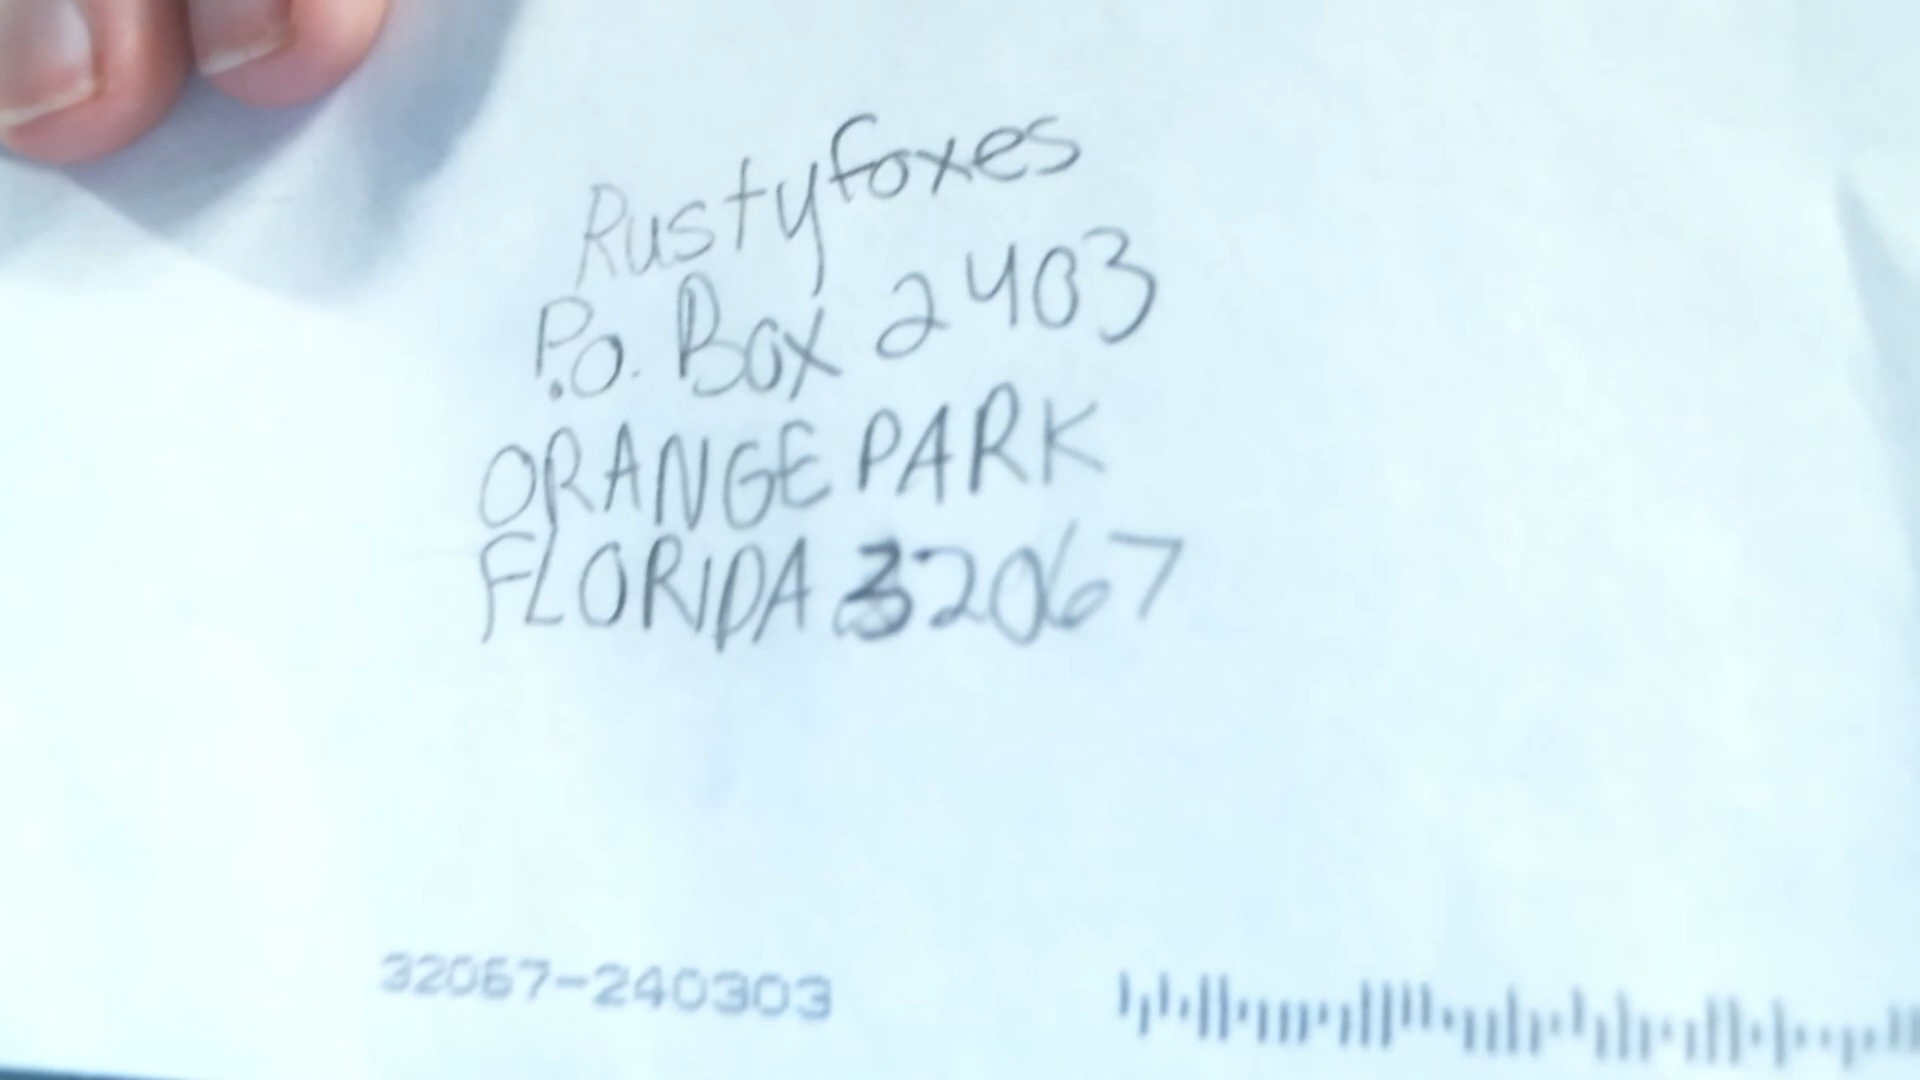 Rustyfoxes
P.O. Box 2403
ORANGE PARK
FLORIDA 32067
32067-240303